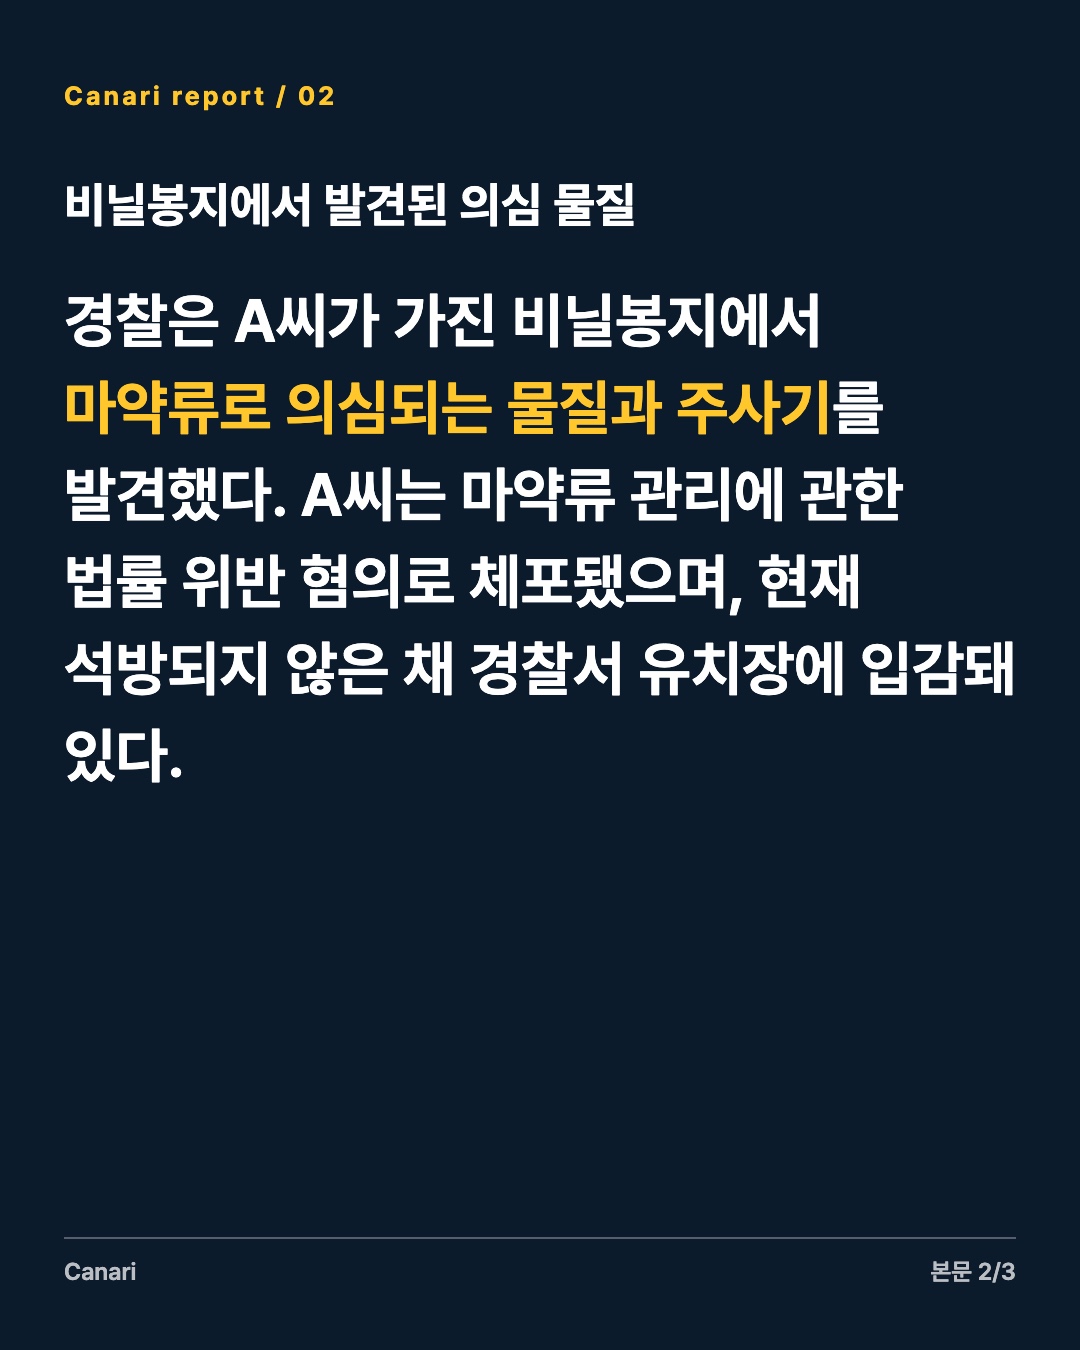 Canari report / 02
비닐봉지에서 발견된 의심 물질
경찰은 A씨가 가진 비닐봉지에서
마약류로 의심되는 물질과 주사기를
발견했다. A씨는 마약류 관리에 관한
법률 위반 혐의로 체포됐으며, 현재
석방되지 않은 채 경찰서 유치장에 입감돼
있다.
Canari
본문 2/3